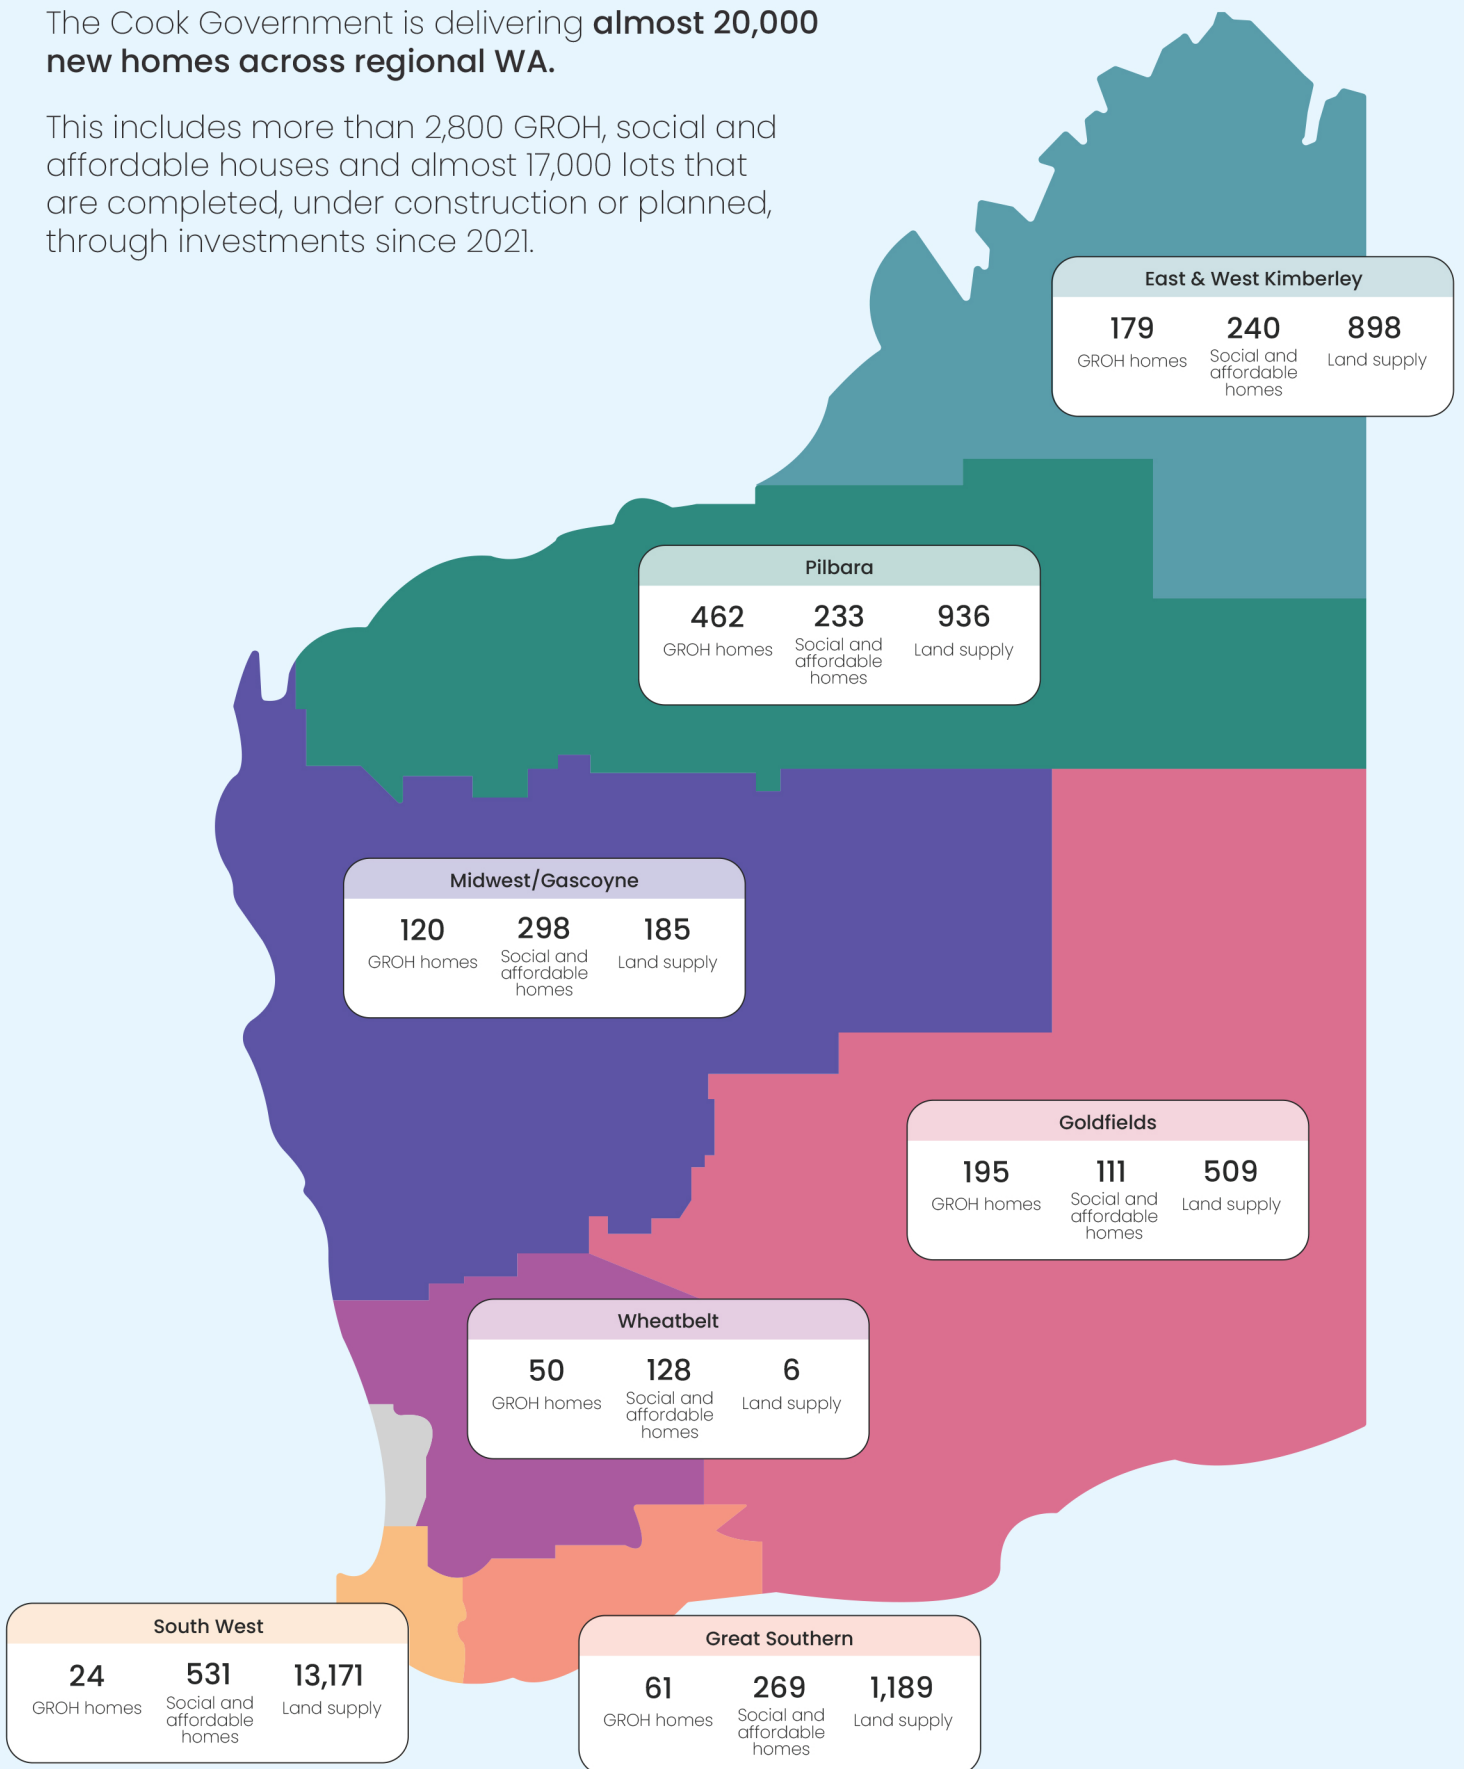 The Cook Government is delivering almost 20,000
new homes across regional WA.
This includes more than 2,800 GROH, social and
affordable houses and almost 17,000 lots that
are completed, under construction or planned,
through investments since 2021.
East & West Kimberley
179 240 898
GROH homes Social and Land supply
affordable
homes
Pilbara
462 233 936
GROH homes Social and Land supply
affordable
homes
Midwest/Gascoyne
120 298 185
GROH homes Social and Land supply
affordable
homes
Goldfields
195 111 509
GROH homes Social and Land supply
affordable
homes
Wheatbelt
50 128 6
GROH homes Social and Land supply
affordable
homes
South West
24 531 13,171
GROH homes Social and Land supply
affordable
homes
Great Southern
61 269 1,189
GROH homes Social and Land supply
affordable
homes